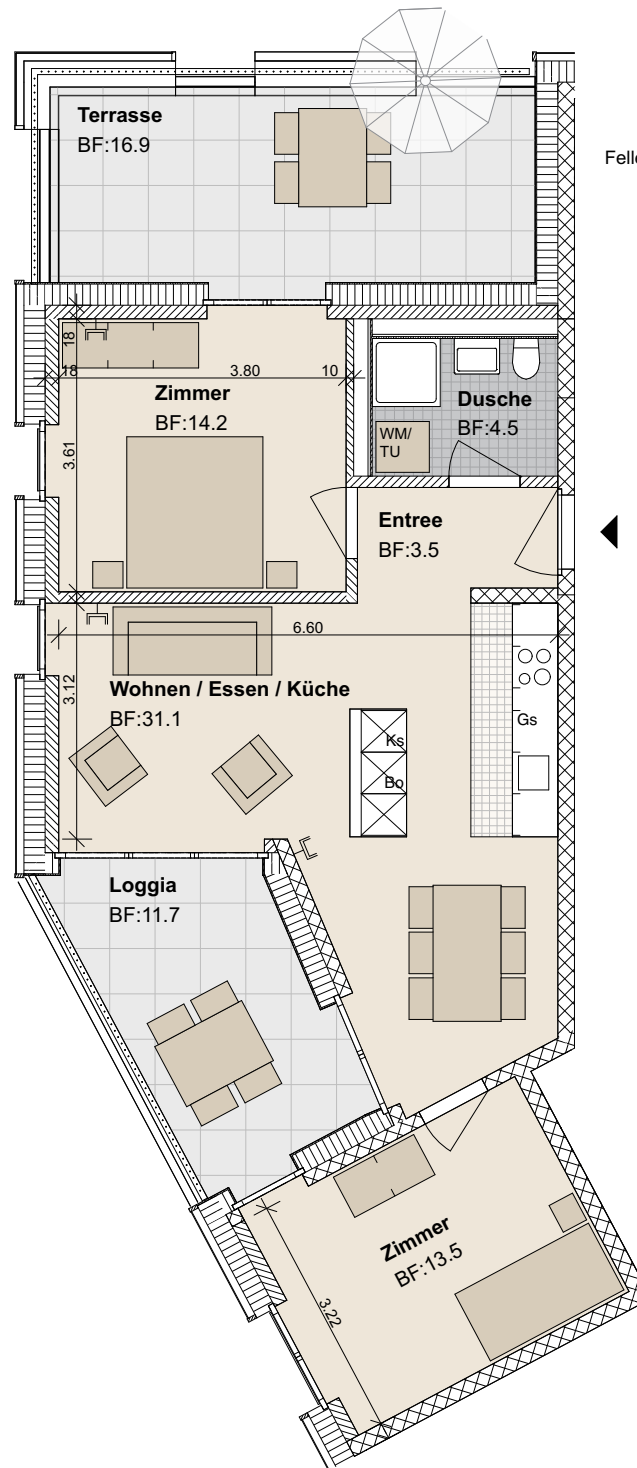 Terrasse
BF:16.9
18
18
3.80
10
Zimmer
BF:14.2
3.61
Dusche
BF:4.5
WM/
TU
Entree
BF:3.5
6.60
3.12
Wohnen / Essen / Küche
BF:31.1
Ks
Bo
Gs
Loggia
BF:11.7
Zimmer
BF:13.5
3.22